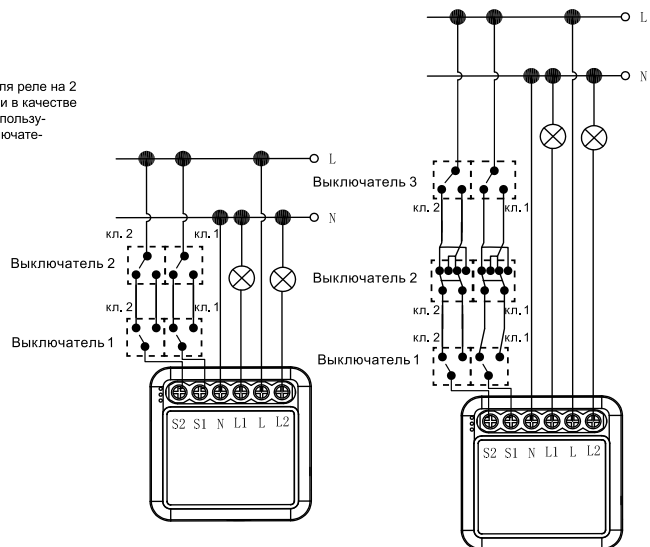 ля реле на 2
и в качестве
пользу-
ючате-
L
N
кл. 2
кл. 1
Выключатель 2
кл. 2
кл. 1
Выключатель 1
S2 S1 N L1 L L2
L
N
Выключатель 3
кл. 2
кл. 1
Выключатель 2
кл. 2
кл. 1
кл. 2
кл. 1
Выключатель 1
S2 S1 N L1 L L2